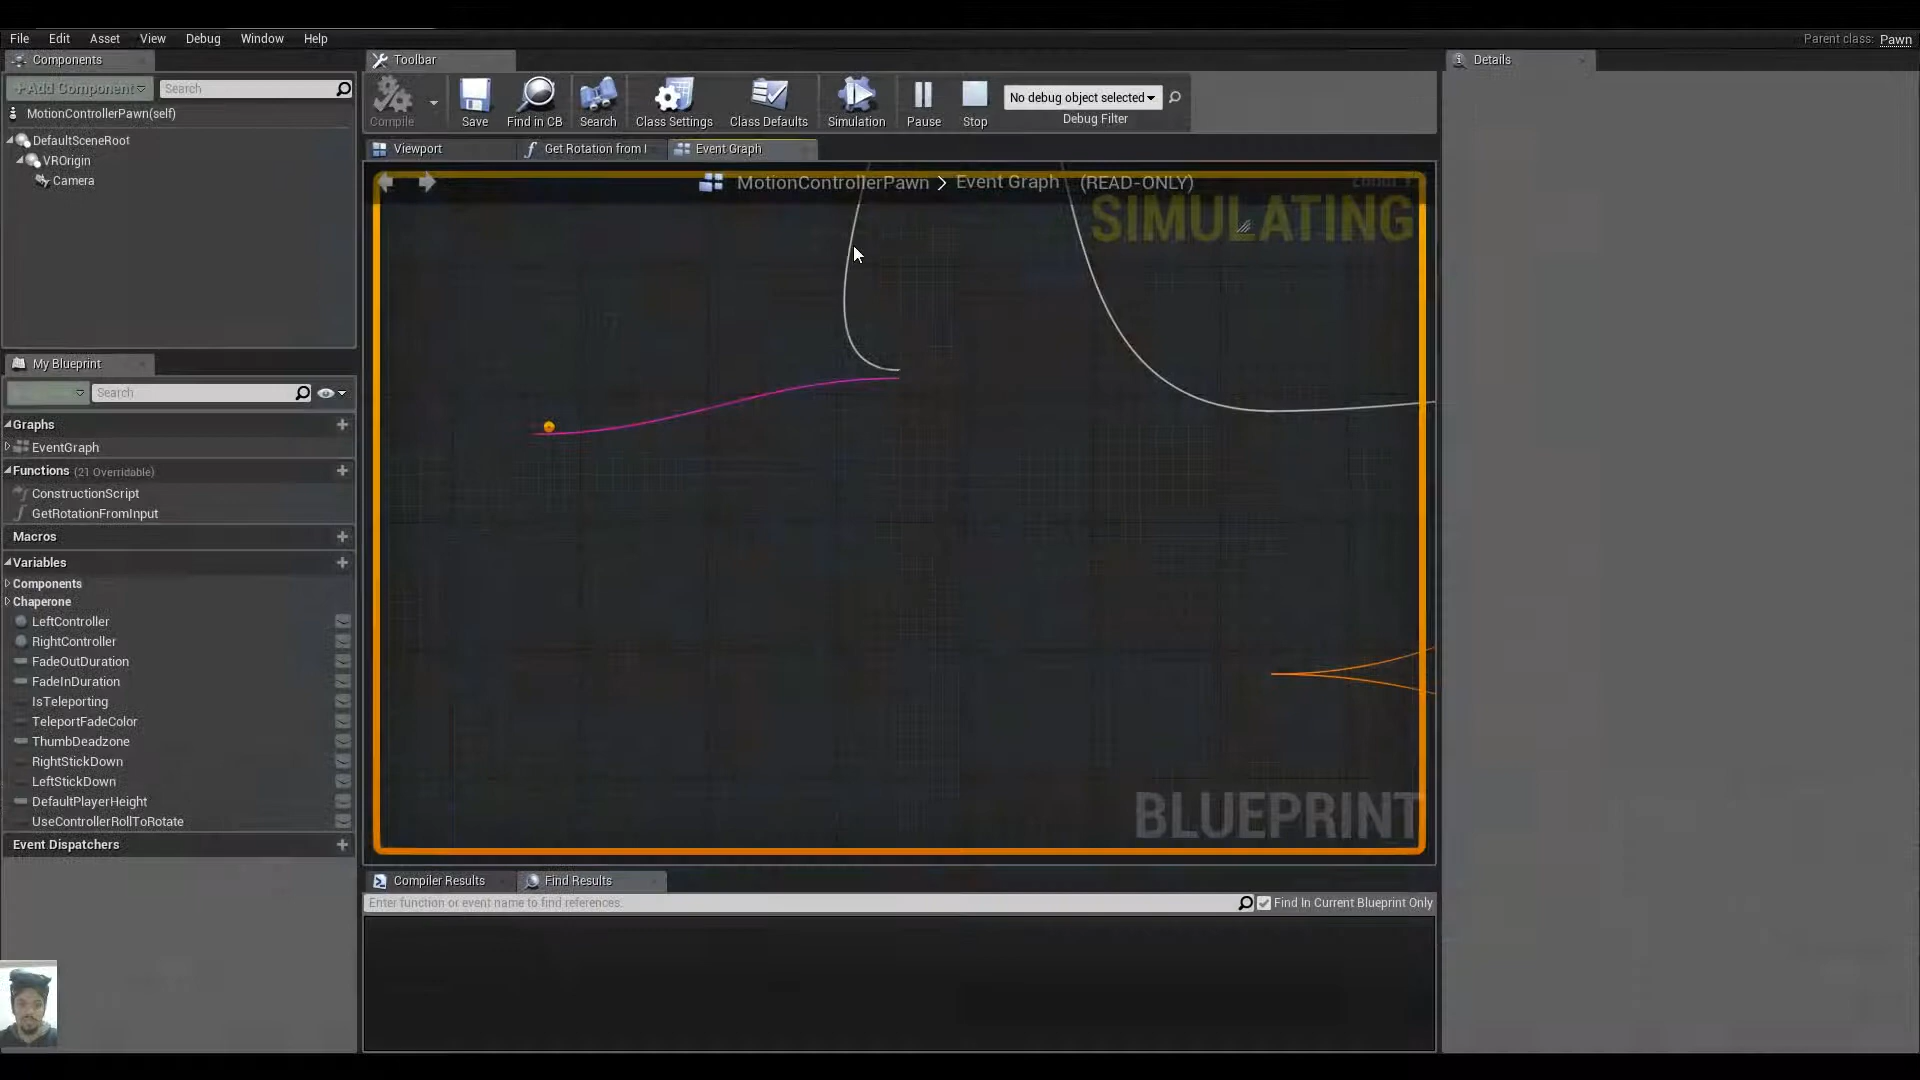 File Edit Asset View Debug Window Help
Parent class: Pawn
Components
Toolbar
Details
+Add Component
Search
MotionControllerPawn(self)
DefaultSceneRoot
VROrigin
Camera
Compile
Save
Find in CB
Search
Class Settings
Class Defaults
Simulation
Pause
Stop
No debug object selected
Debug Filter
Viewport
Get Rotation from I
Event Graph
MotionControllerPawn > Event Graph (READ-ONLY)
SIMULATING
BLUEPRINT
My Blueprint
Search
Graphs
EventGraph
Functions (21 Overridable)
ConstructionScript
GetRotationFromInput
Macros
Variables
Components
Chaperone
LeftController
RightController
FadeOutDuration
FadeInDuration
IsTeleporting
TeleportFadeColor
ThumbDeadzone
RightStickDown
LeftStickDown
DefaultPlayerHeight
UseControllerRollToRotate
Event Dispatchers
Compiler Results
Find Results
Enter function or event name to find references.
Find In Current Blueprint Only